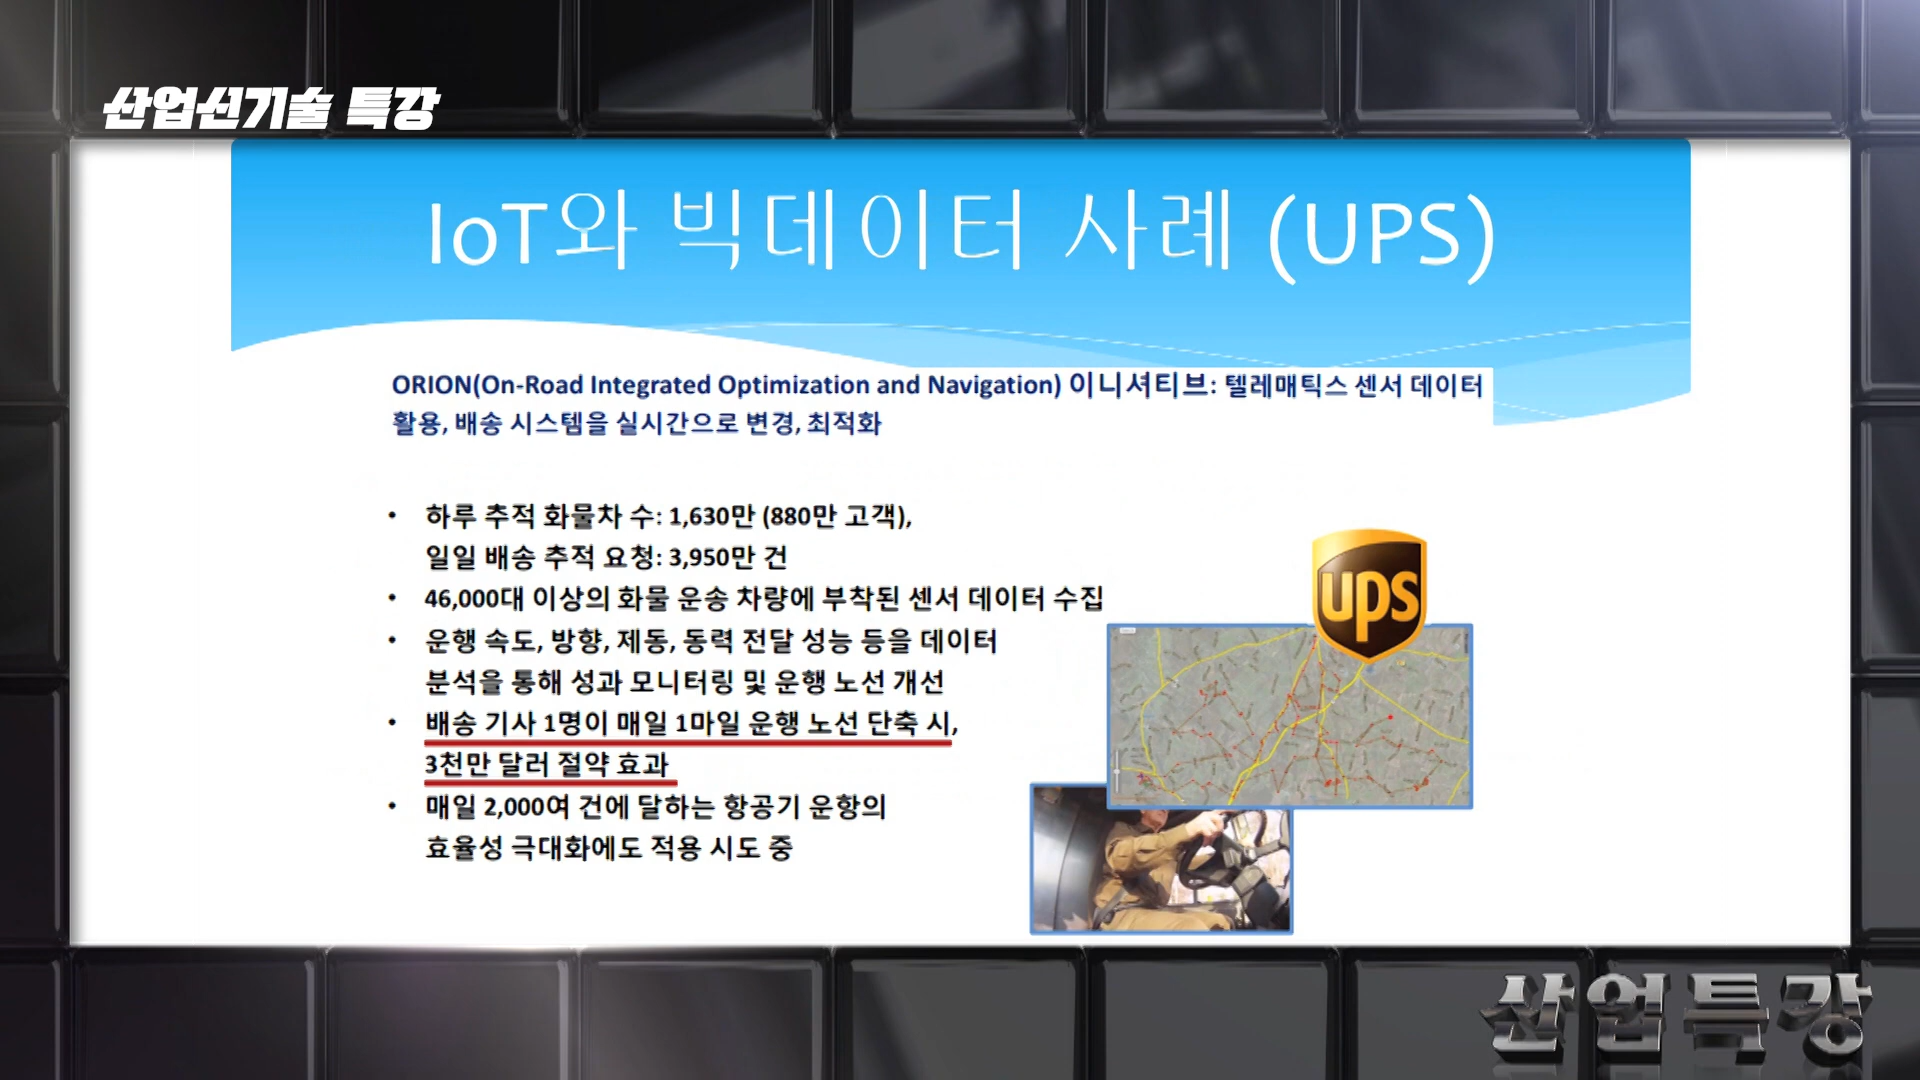 산업신기술 특강
IoT와 빅데이터 사례 (UPS)
ORION(On-Road Integrated Optimization and Navigation) 이니셔티브: 텔레매틱스 센서 데이터
활용, 배송 시스템을 실시간으로 변경, 최적화
• 하루 추적 화물차 수: 1,630만 (880만 고객),
일일 배송 추적 요청: 3,950만 건
• 46,000대 이상의 화물 운송 차량에 부착된 센서 데이터 수집
• 운행 속도, 방향, 제동, 동력 전달 성능 등을 데이터
분석을 통해 성과 모니터링 및 운행 노선 개선
• 배송 기사 1명이 매일 1마일 운행 노선 단축 시,
3천만 달러 절약 효과
• 매일 2,000여 건에 달하는 항공기 운항의
효율성 극대화에도 적용 시도 중
ups
산업특강